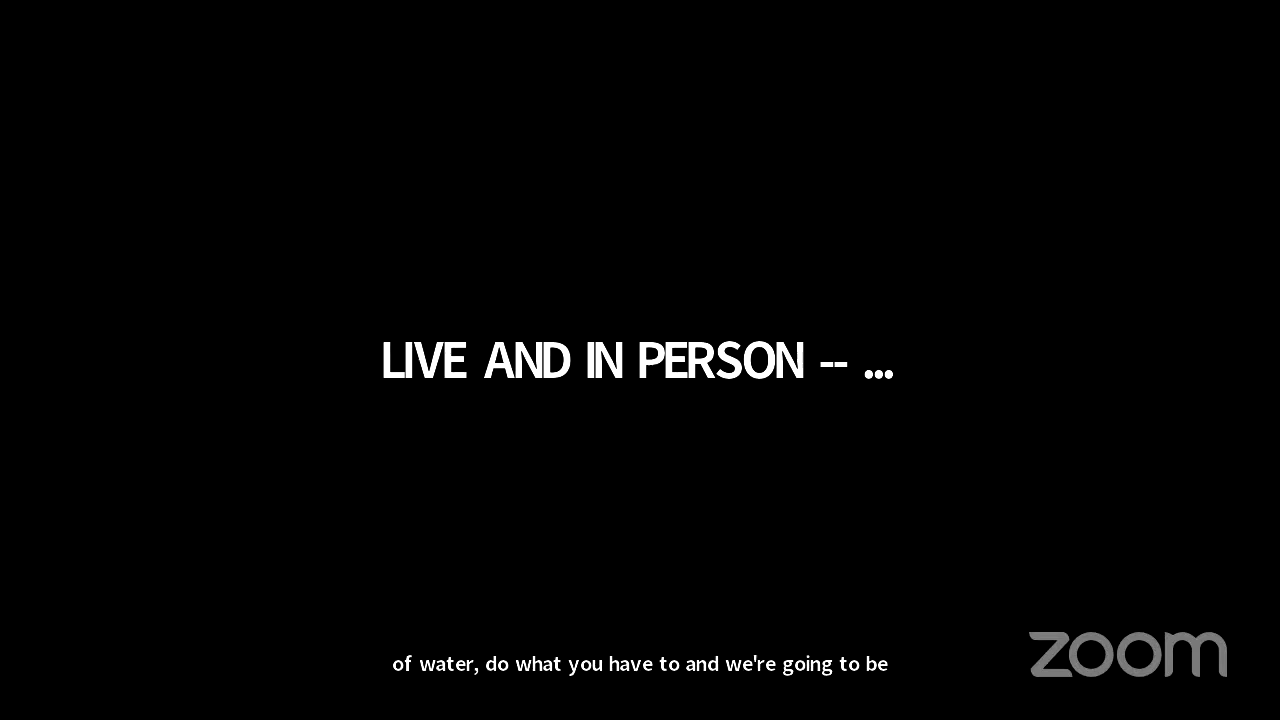 LIVE AND IN PERSON -- ...
of water, do what you have to and we're going to be
zoom